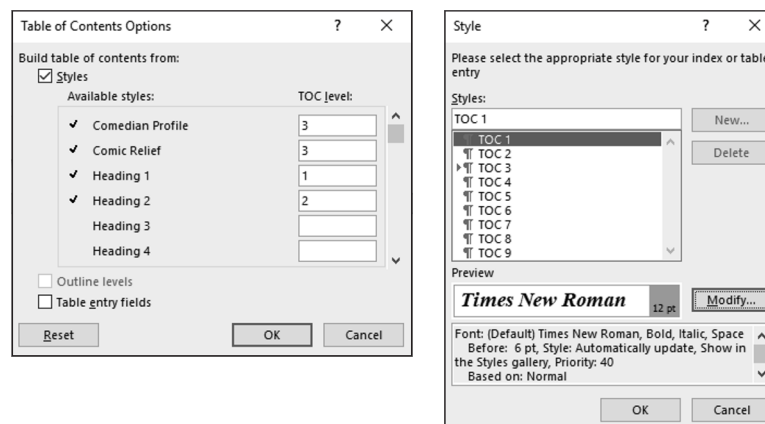 Table of Contents Options ? ×
Build table of contents from:
Styles
Available styles: TOC level:
Comedian Profile 3
Comic Relief 3
Heading 1 1
Heading 2 2
Heading 3
Heading 4
Outline levels
Table entry fields
Reset OK Cancel
Style ? ×
Please select the appropriate style for your index or table
entry
Styles:
TOC 1 New...
¶ TOC 1
¶ TOC 2 Delete
¶ TOC 3
¶ TOC 4
¶ TOC 5
¶ TOC 6
¶ TOC 7
¶ TOC 8
¶ TOC 9
Preview
Times New Roman 12 pt Modify...
Font: (Default) Times New Roman, Bold, Italic, Space
Before: 6 pt, Style: Automatically update, Show in
the Styles gallery, Priority: 40
Based on: Normal
OK Cancel